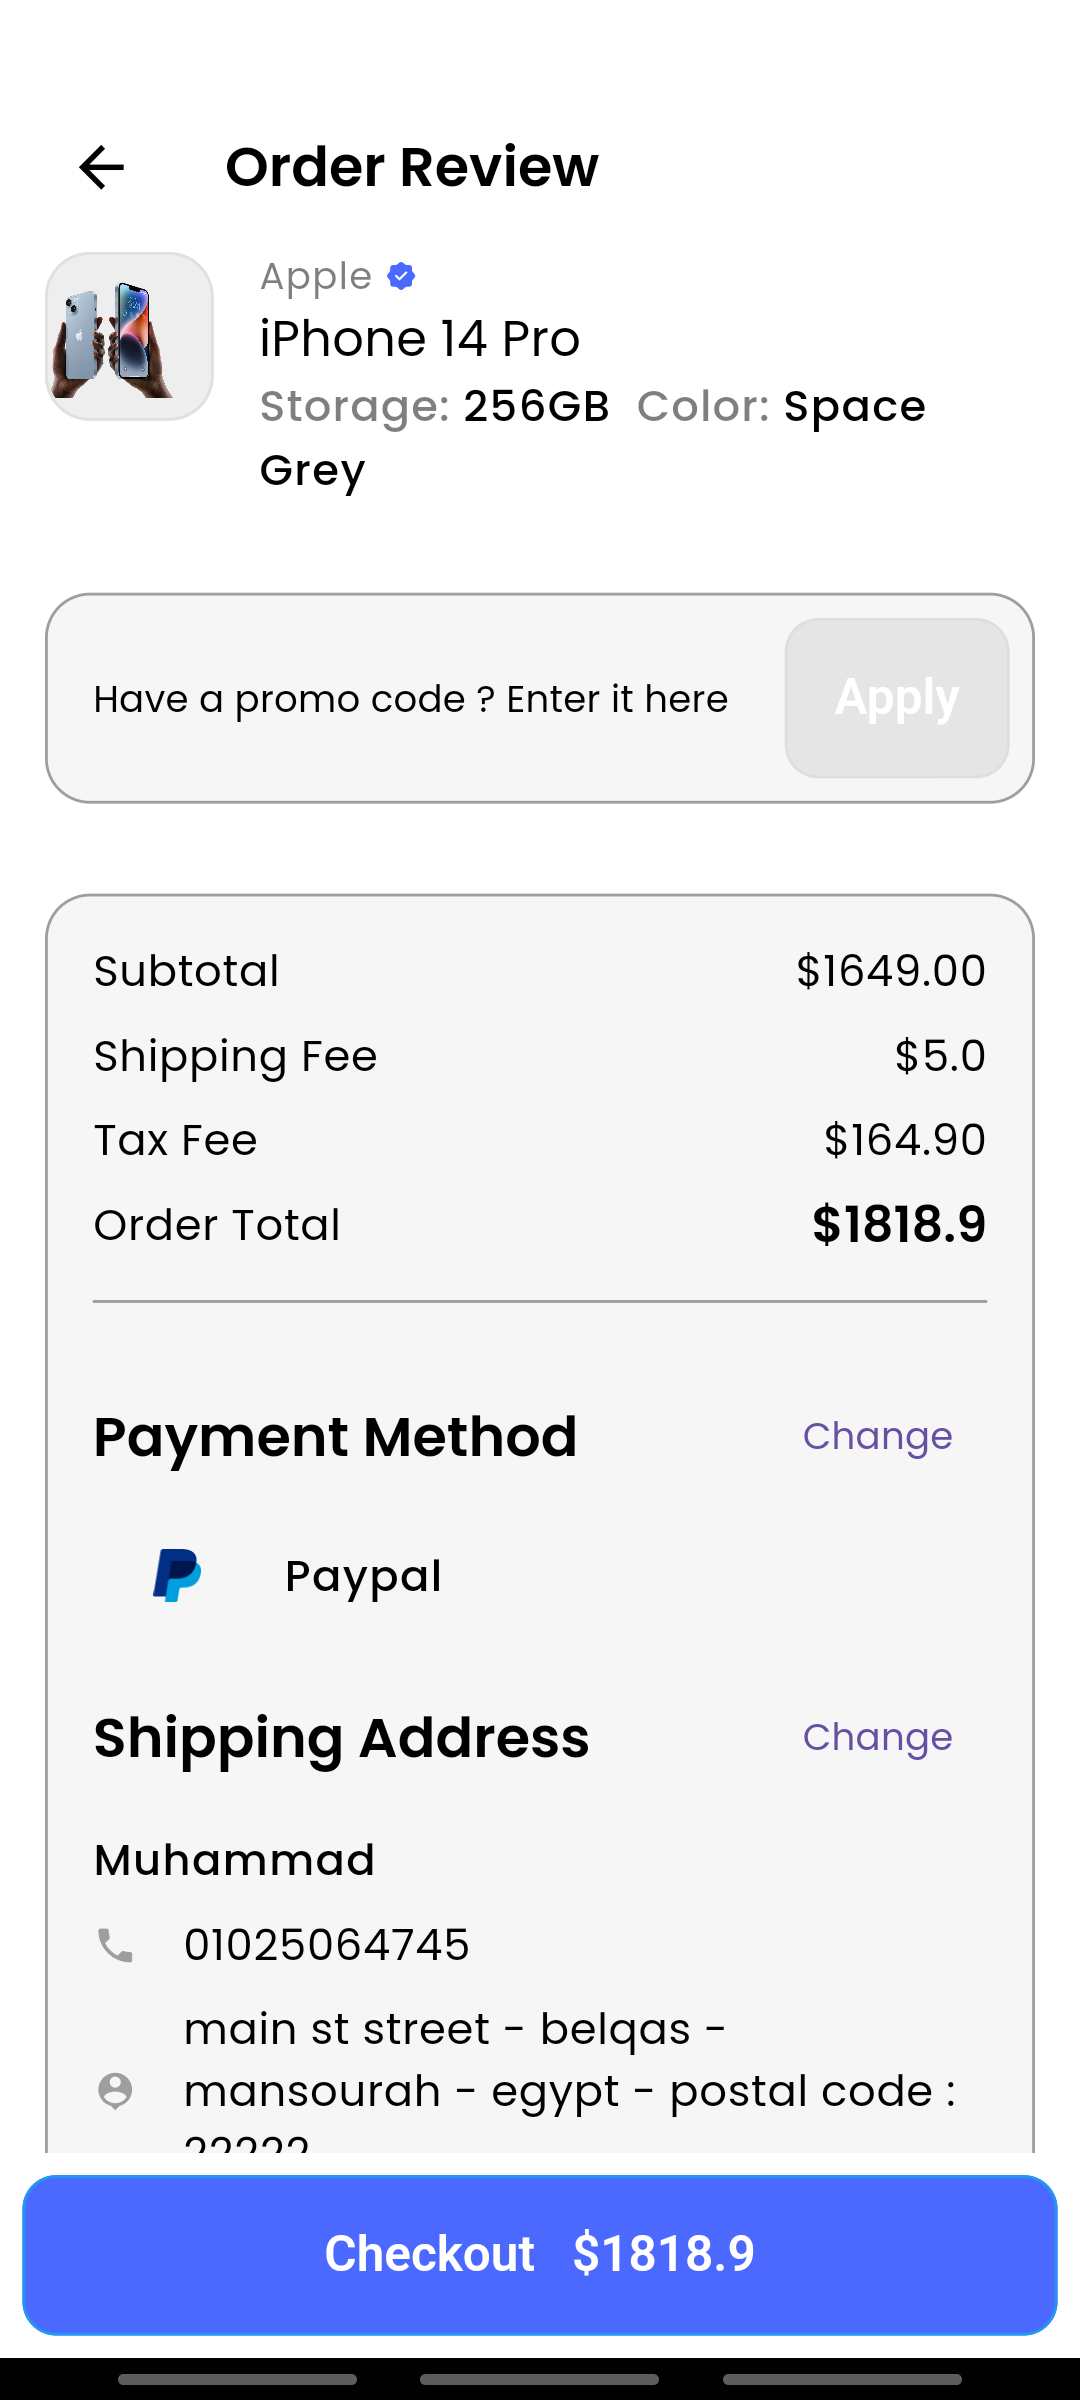 Order Review
Apple
iPhone 14 Pro
Storage: 256GB Color: Space
Grey
Have a promo code ? Enter it here
Apply
Subtotal $1649.00
Shipping Fee $5.0
Tax Fee $164.90
Order Total $1818.9
Payment Method Change
Paypal
Shipping Address Change
Muhammad
01025064745
main st street - belqas -
mansourah - egypt - postal code :
22222
Checkout $1818.9